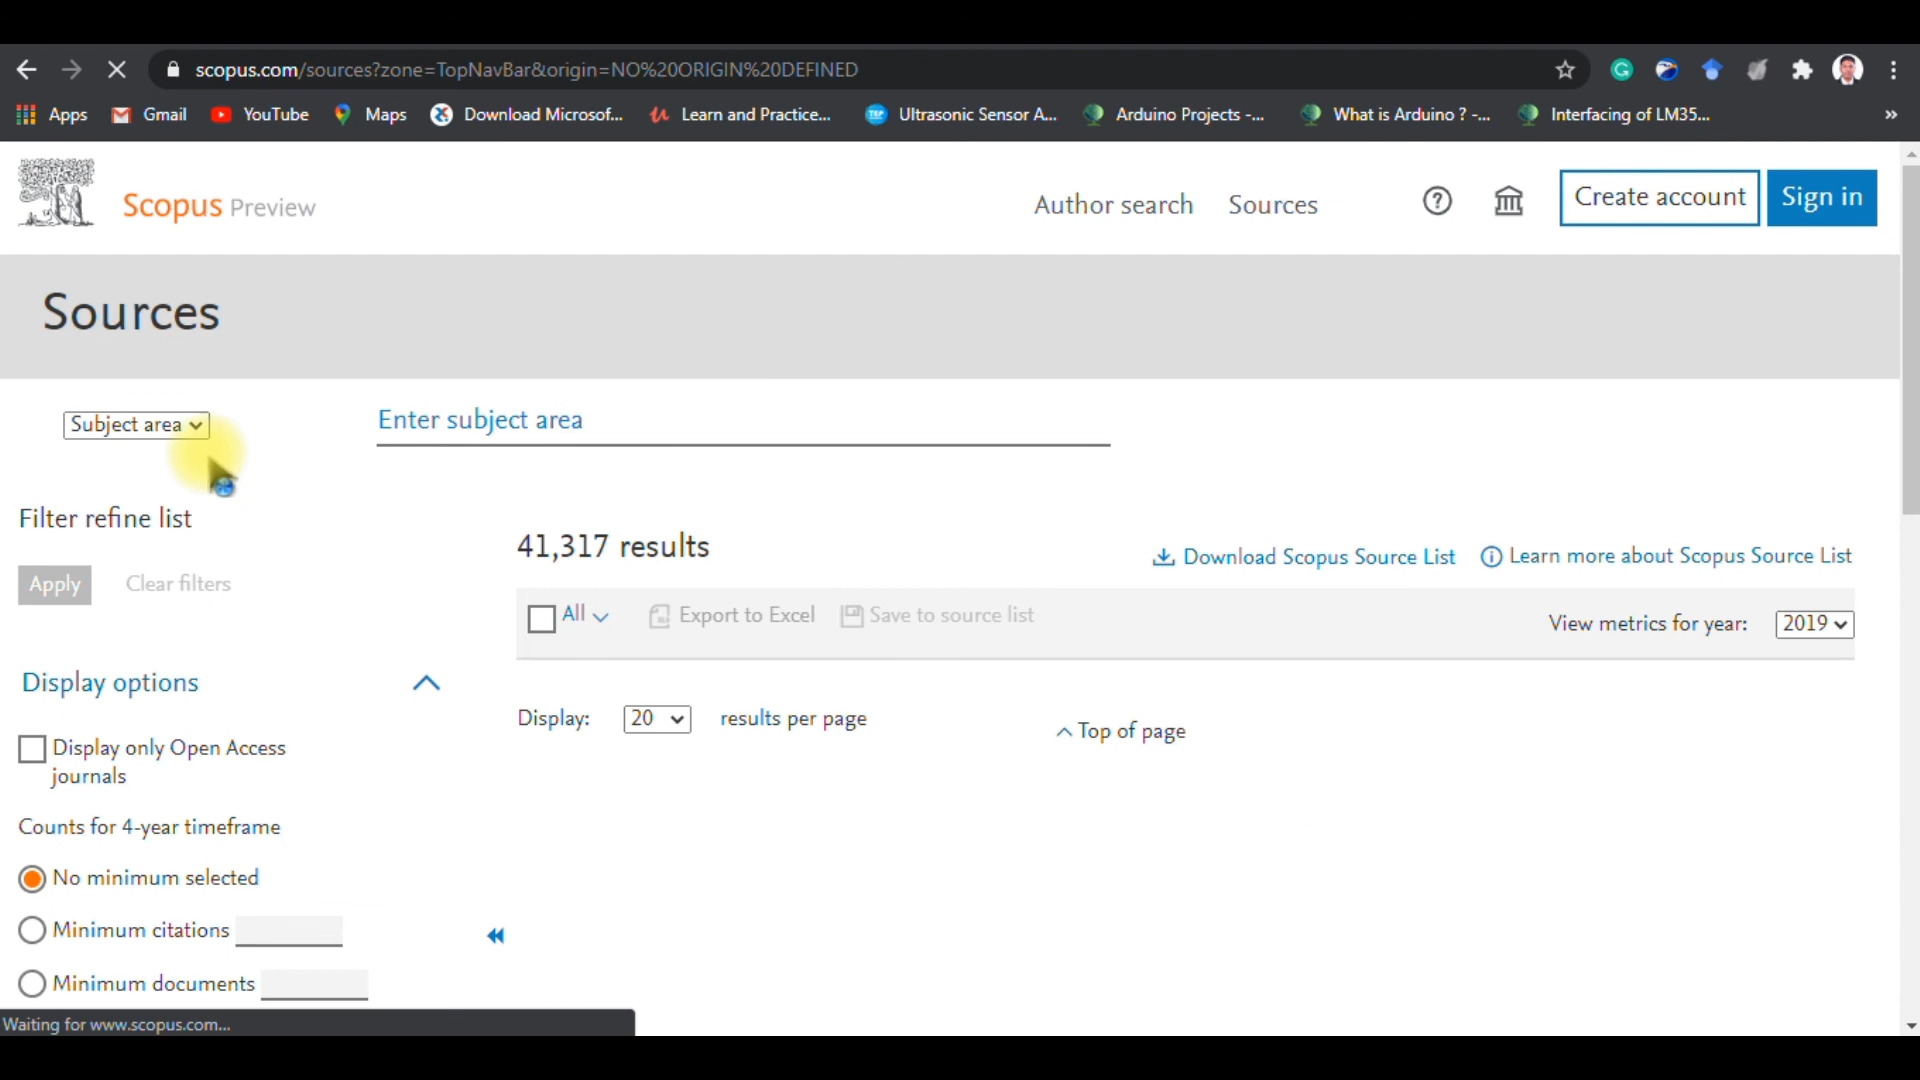 scopus.com/sources?zone=TopNavBar&origin=NO%20ORIGIN%20DEFINED
Apps Gmail YouTube Maps Download Microsof... Learn and Practice... Ultrasonic Sensor A... Arduino Projects -... What is Arduino ? -... Interfacing of LM35... »
Scopus Preview
Author search Sources
Create account Sign in
Sources
Subject area
Enter subject area
Filter refine list
41,317 results
Download Scopus Source List Learn more about Scopus Source List
Apply Clear filters
All Export to Excel Save to source list
View metrics for year: 2019
Display options
Display: 20 results per page
Top of page
Display only Open Access
journals
Counts for 4-year timeframe
No minimum selected
Minimum citations
Minimum documents
Waiting for www.scopus.com...